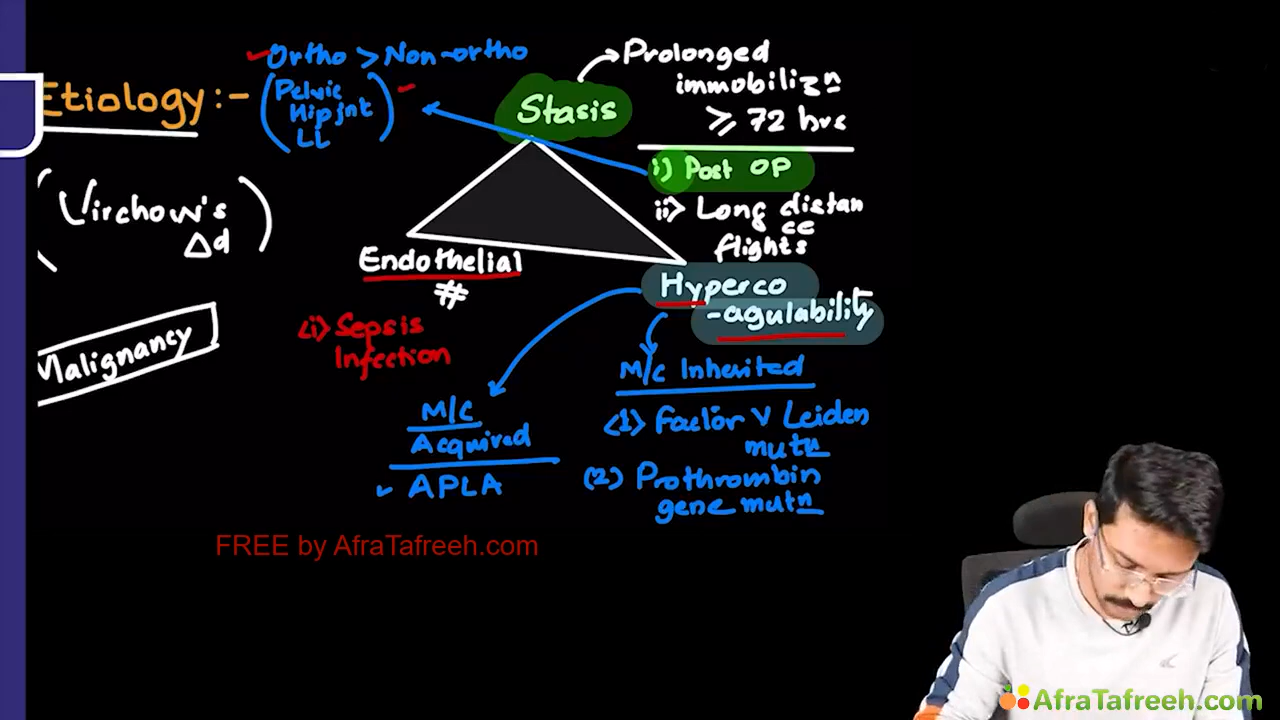 Etiology:-
Ortho > Non-ortho
(Pelvic
Hip jnt
LL)
Stasis
Prolonged
immobilizn
≥ 72 hrs
i) Post OP
ii) Long distan
ce
flights
(Virchow's
Δd)
Endothelial
#
Hyperco
-agulability
(i) Sepsis
Infection
Malignancy
M/c
Acquired
APLA
M/c Inherited
(1) Factor V Leiden
mutn
(2) Prothrombin
gene mutn
FREE by AfraTafreeh.com
AfraTafreeh.com